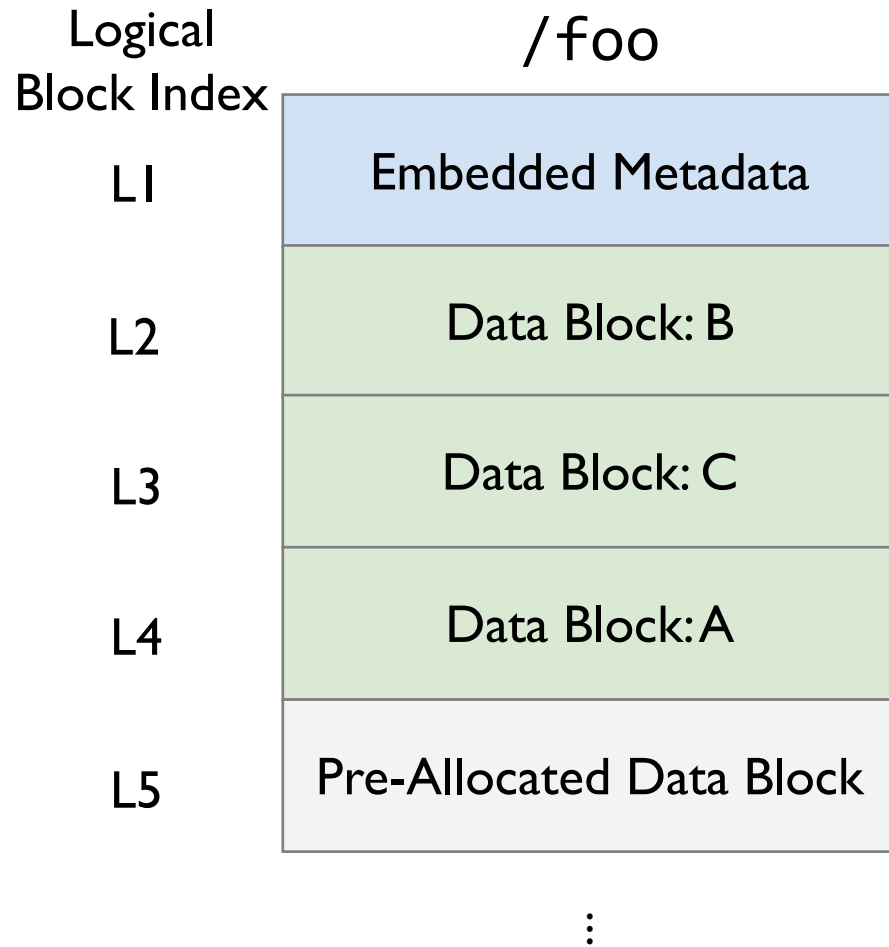 Logical
Block Index
/foo
L1
Embedded Metadata
L2
Data Block: B
L3
Data Block: C
L4
Data Block: A
L5
Pre-Allocated Data Block
⋮